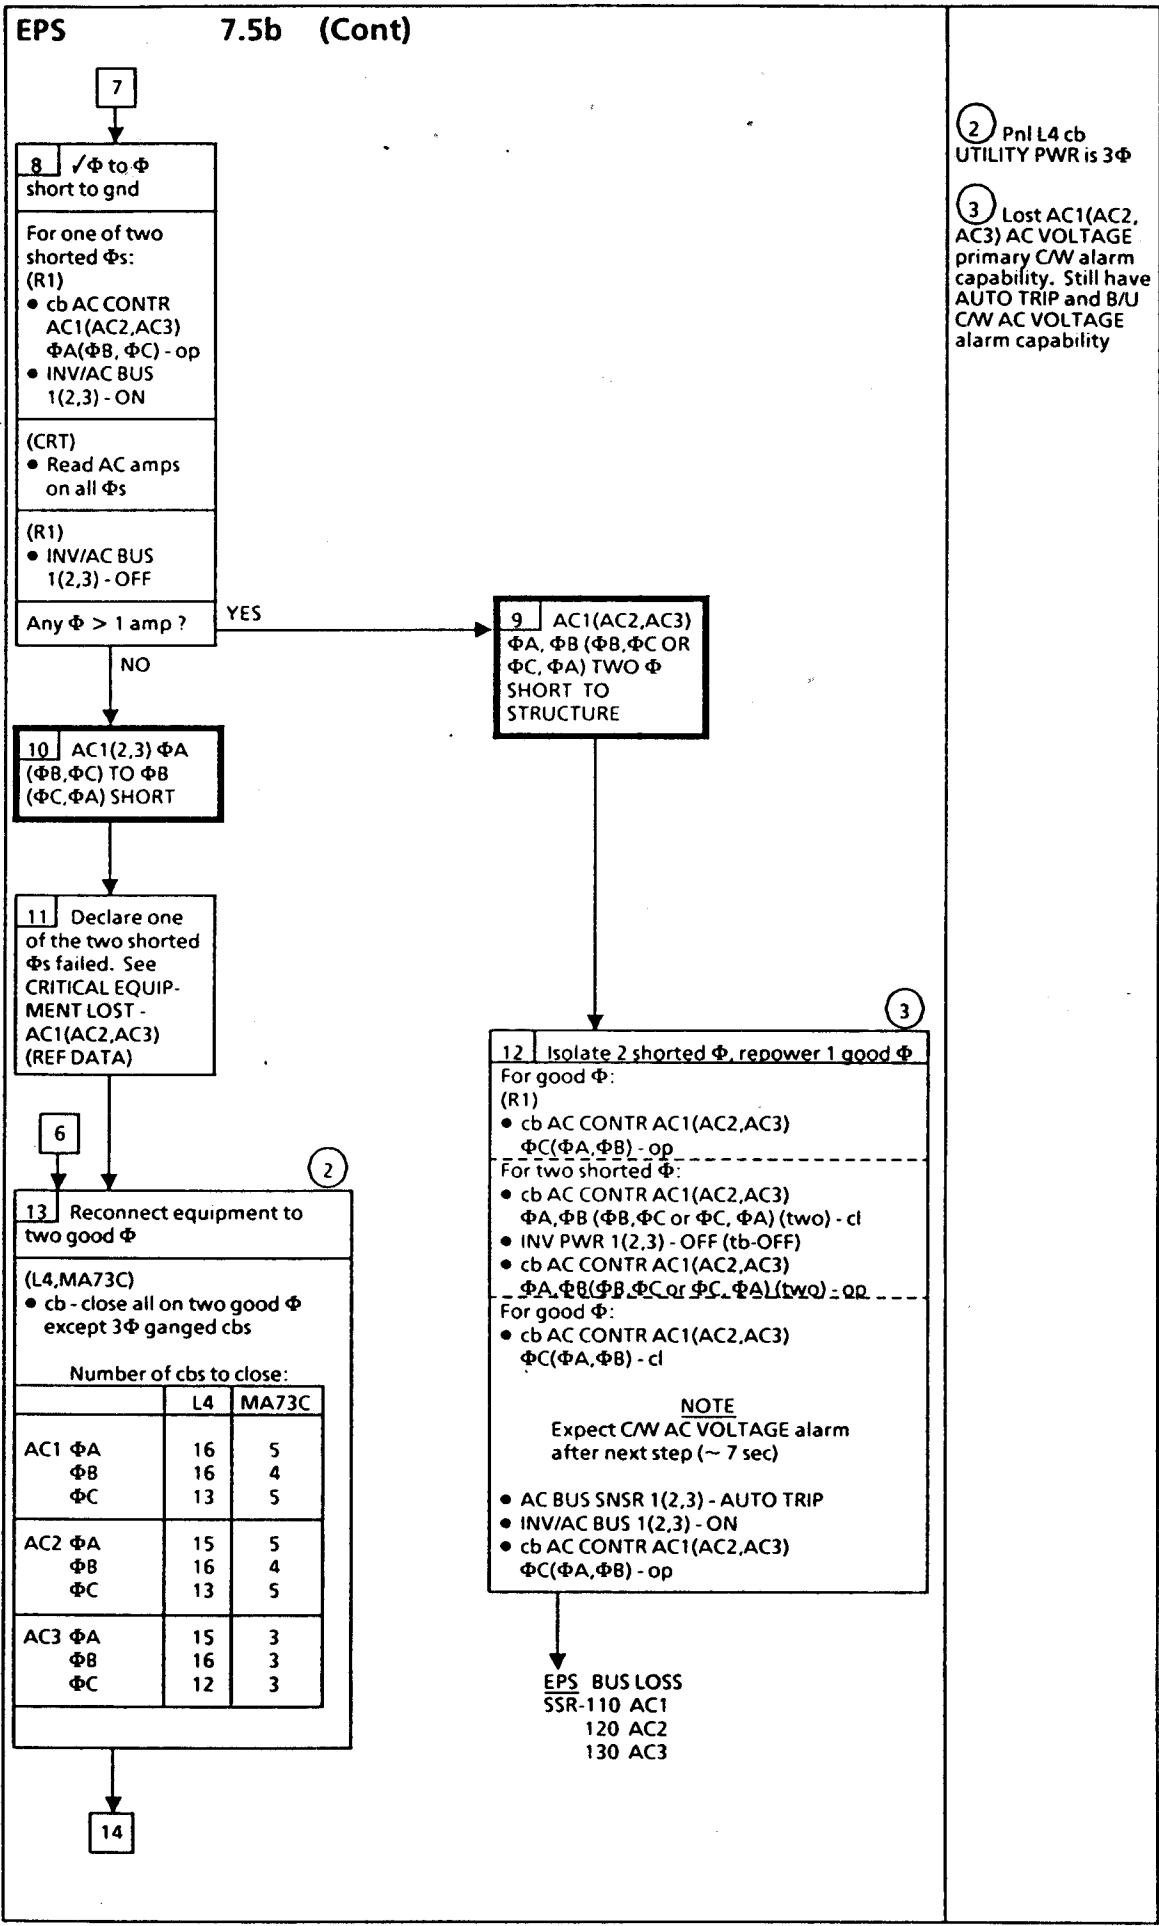 EPS 7.5b (Cont)
7
8 √Φ to Φ
short to gnd
For one of two
shorted Φs:
(R1)
• cb AC CONTR
AC1(AC2,AC3)
ΦA(ΦB, ΦC) - op
• INV/AC BUS
1(2,3) - ON
(CRT)
• Read AC amps
on all Φs
(R1)
• INV/AC BUS
1(2,3) - OFF
Any Φ > 1 amp ?
YES
NO
9 AC1(AC2,AC3)
ΦA, ΦB (ΦB,ΦC OR
ΦC, ΦA) TWO Φ
SHORT TO
STRUCTURE
10 AC1(2,3) ΦA
(ΦB,ΦC) TO ΦB
(ΦC,ΦA) SHORT
11 Declare one
of the two shorted
Φs failed. See
CRITICAL EQUIP-
MENT LOST -
AC1(AC2,AC3)
(REF DATA)
6
2
13 Reconnect equipment to
two good Φ
(L4,MA73C)
• cb - close all on two good Φ
except 3Φ ganged cbs
Number of cbs to close:
L4 MA73C
AC1 ΦA 16 5
ΦB 16 4
ΦC 13 5
AC2 ΦA 15 5
ΦB 16 4
ΦC 13 5
AC3 ΦA 15 3
ΦB 16 3
ΦC 12 3
14
3
12 Isolate 2 shorted Φ, repower 1 good Φ
For good Φ:
(R1)
• cb AC CONTR AC1(AC2,AC3)
ΦC(ΦA,ΦB) - op
For two shorted Φ:
• cb AC CONTR AC1(AC2,AC3)
ΦA,ΦB (ΦB,ΦC or ΦC, ΦA) (two) - cl
• INV PWR 1(2,3) - OFF (tb-OFF)
• cb AC CONTR AC1(AC2,AC3)
ΦA,ΦB(ΦB,ΦC or ΦC, ΦA) (two) - op
For good Φ:
• cb AC CONTR AC1(AC2,AC3)
ΦC(ΦA,ΦB) - cl
NOTE
Expect C/W AC VOLTAGE alarm
after next step (~ 7 sec)
• AC BUS SNSR 1(2,3) - AUTO TRIP
• INV/AC BUS 1(2,3) - ON
• cb AC CONTR AC1(AC2,AC3)
ΦC(ΦA,ΦB) - op
EPS BUS LOSS
SSR-110 AC1
120 AC2
130 AC3
2 Pnl L4 cb
UTILITY PWR is 3Φ
3 Lost AC1(AC2,
AC3) AC VOLTAGE
primary C/W alarm
capability. Still have
AUTO TRIP and B/U
C/W AC VOLTAGE
alarm capability